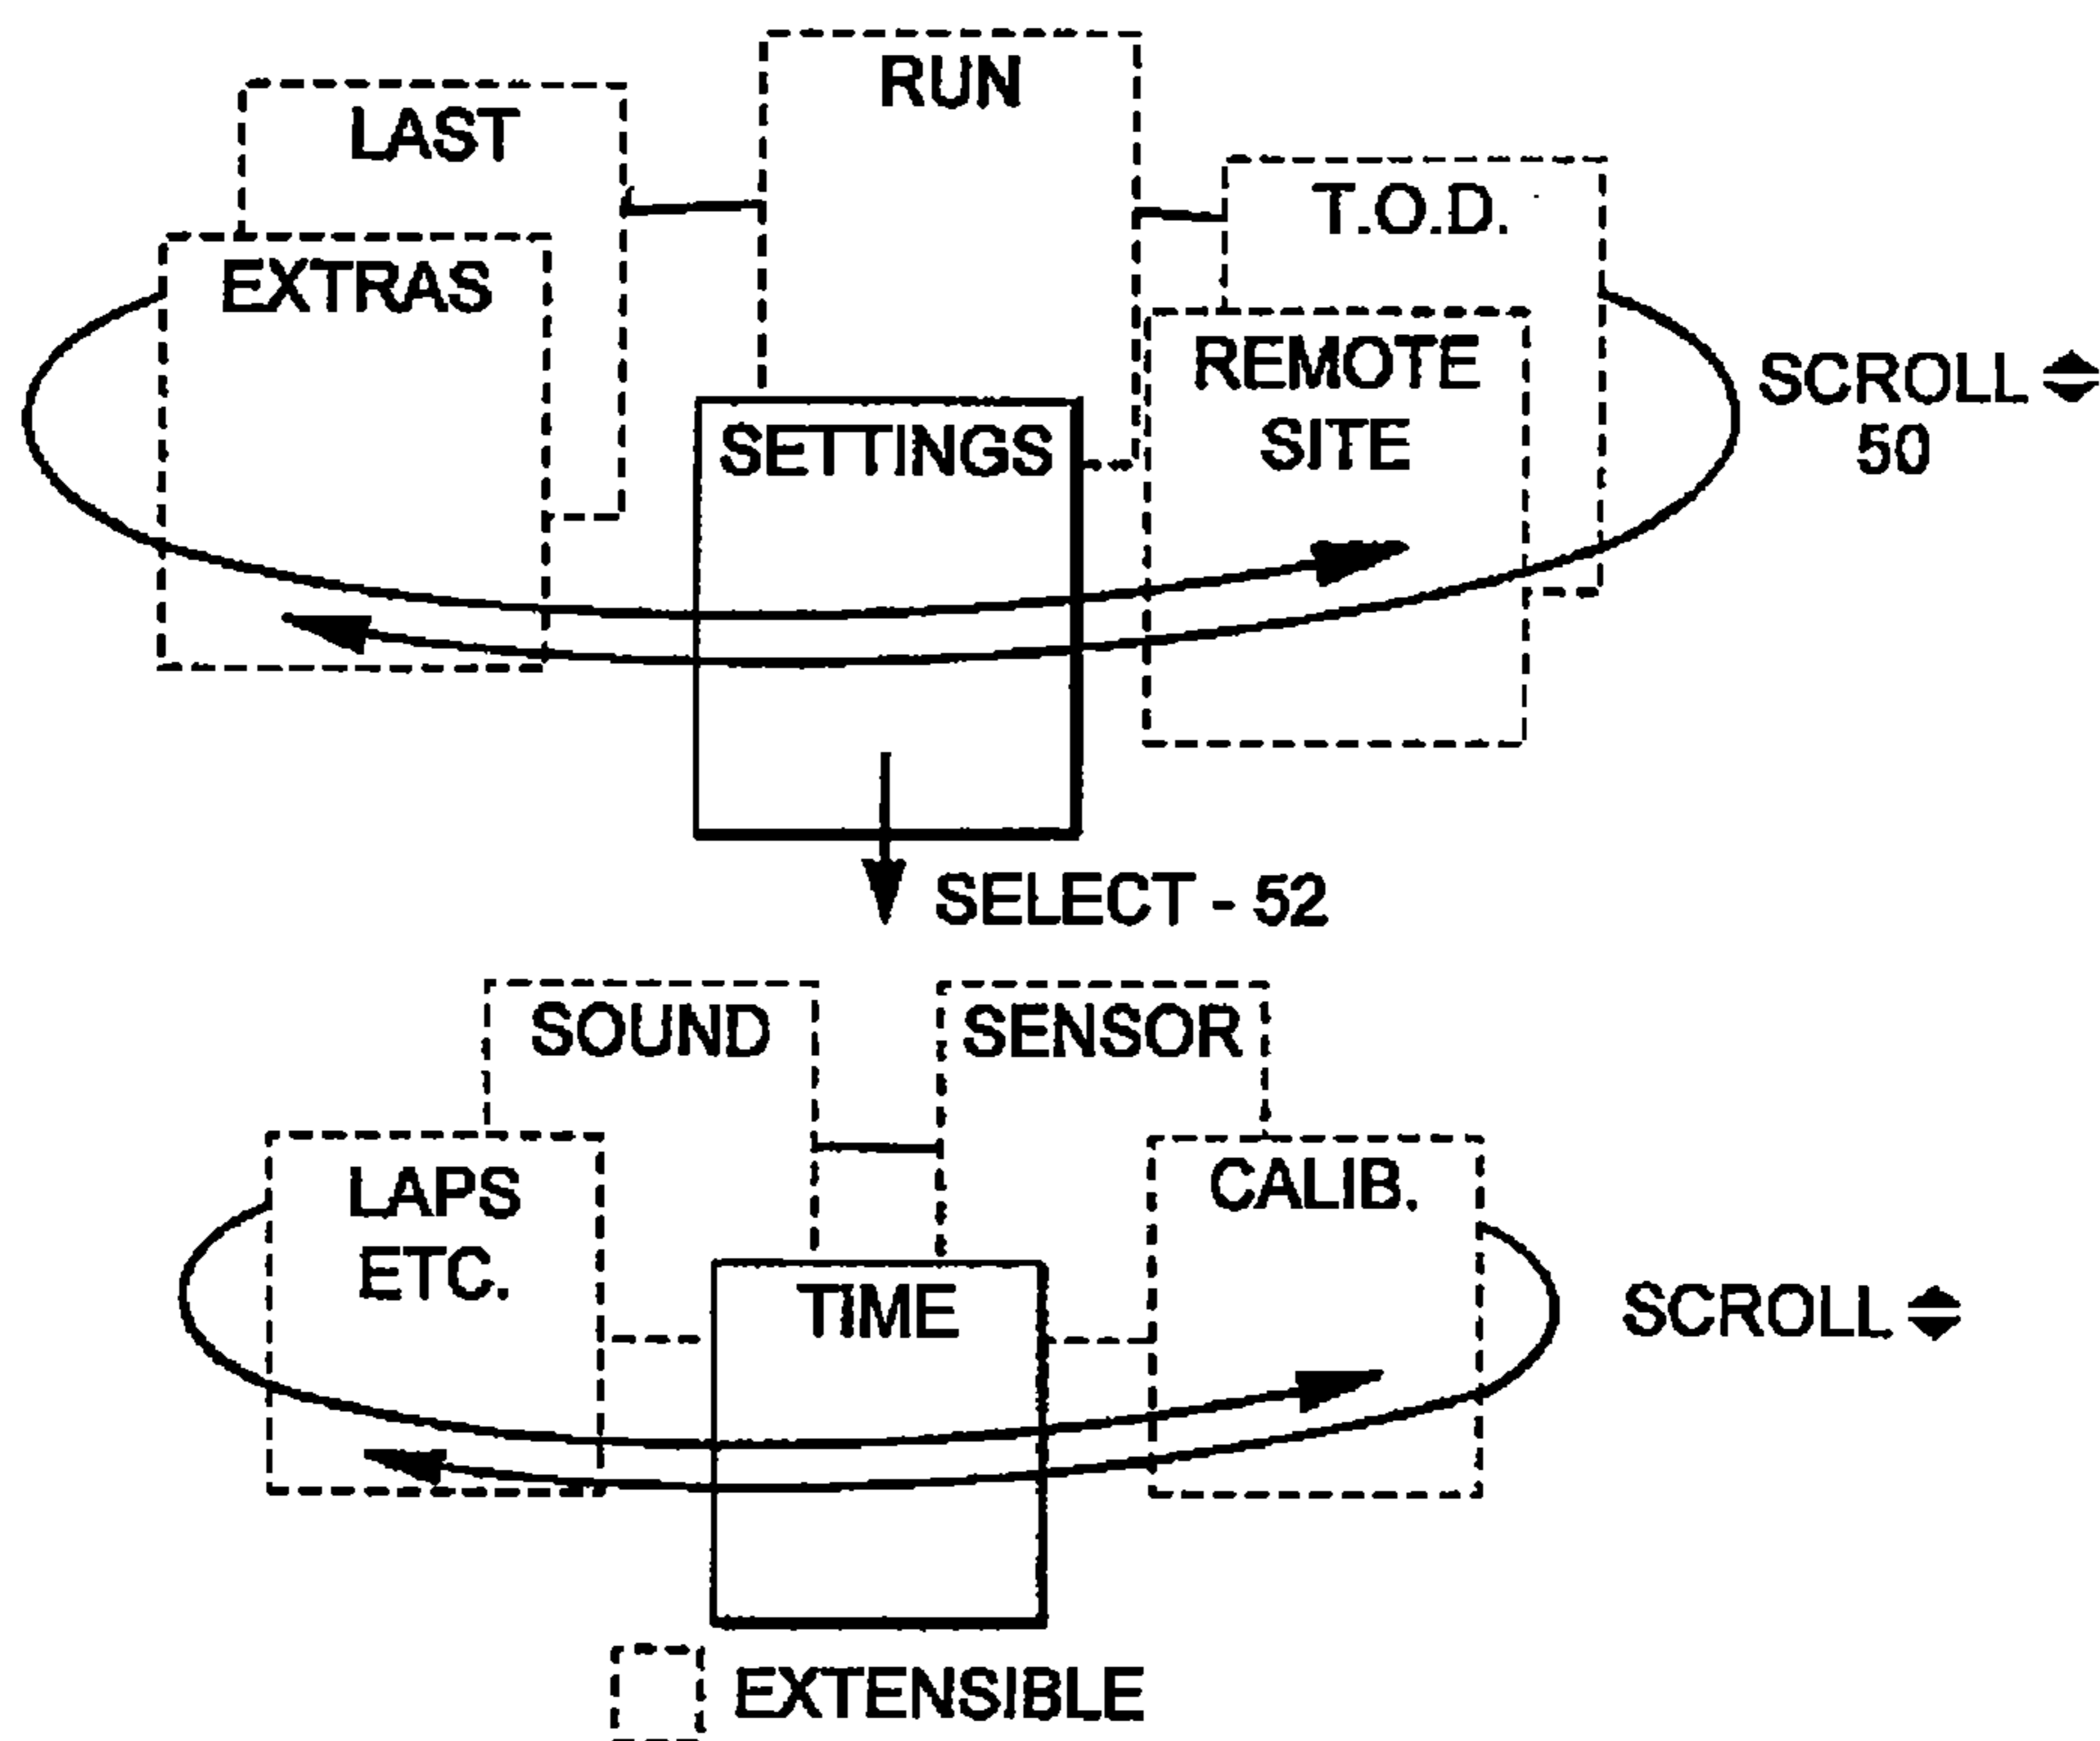 RUN
LAST
T.O.D.
EXTRAS
REMOTE
SITE
SCROLL
50
SETTINGS
SELECT - 52
SOUND
SENSOR
LAPS
ETC.
CALIB.
TIME
SCROLL
EXTENSIBLE